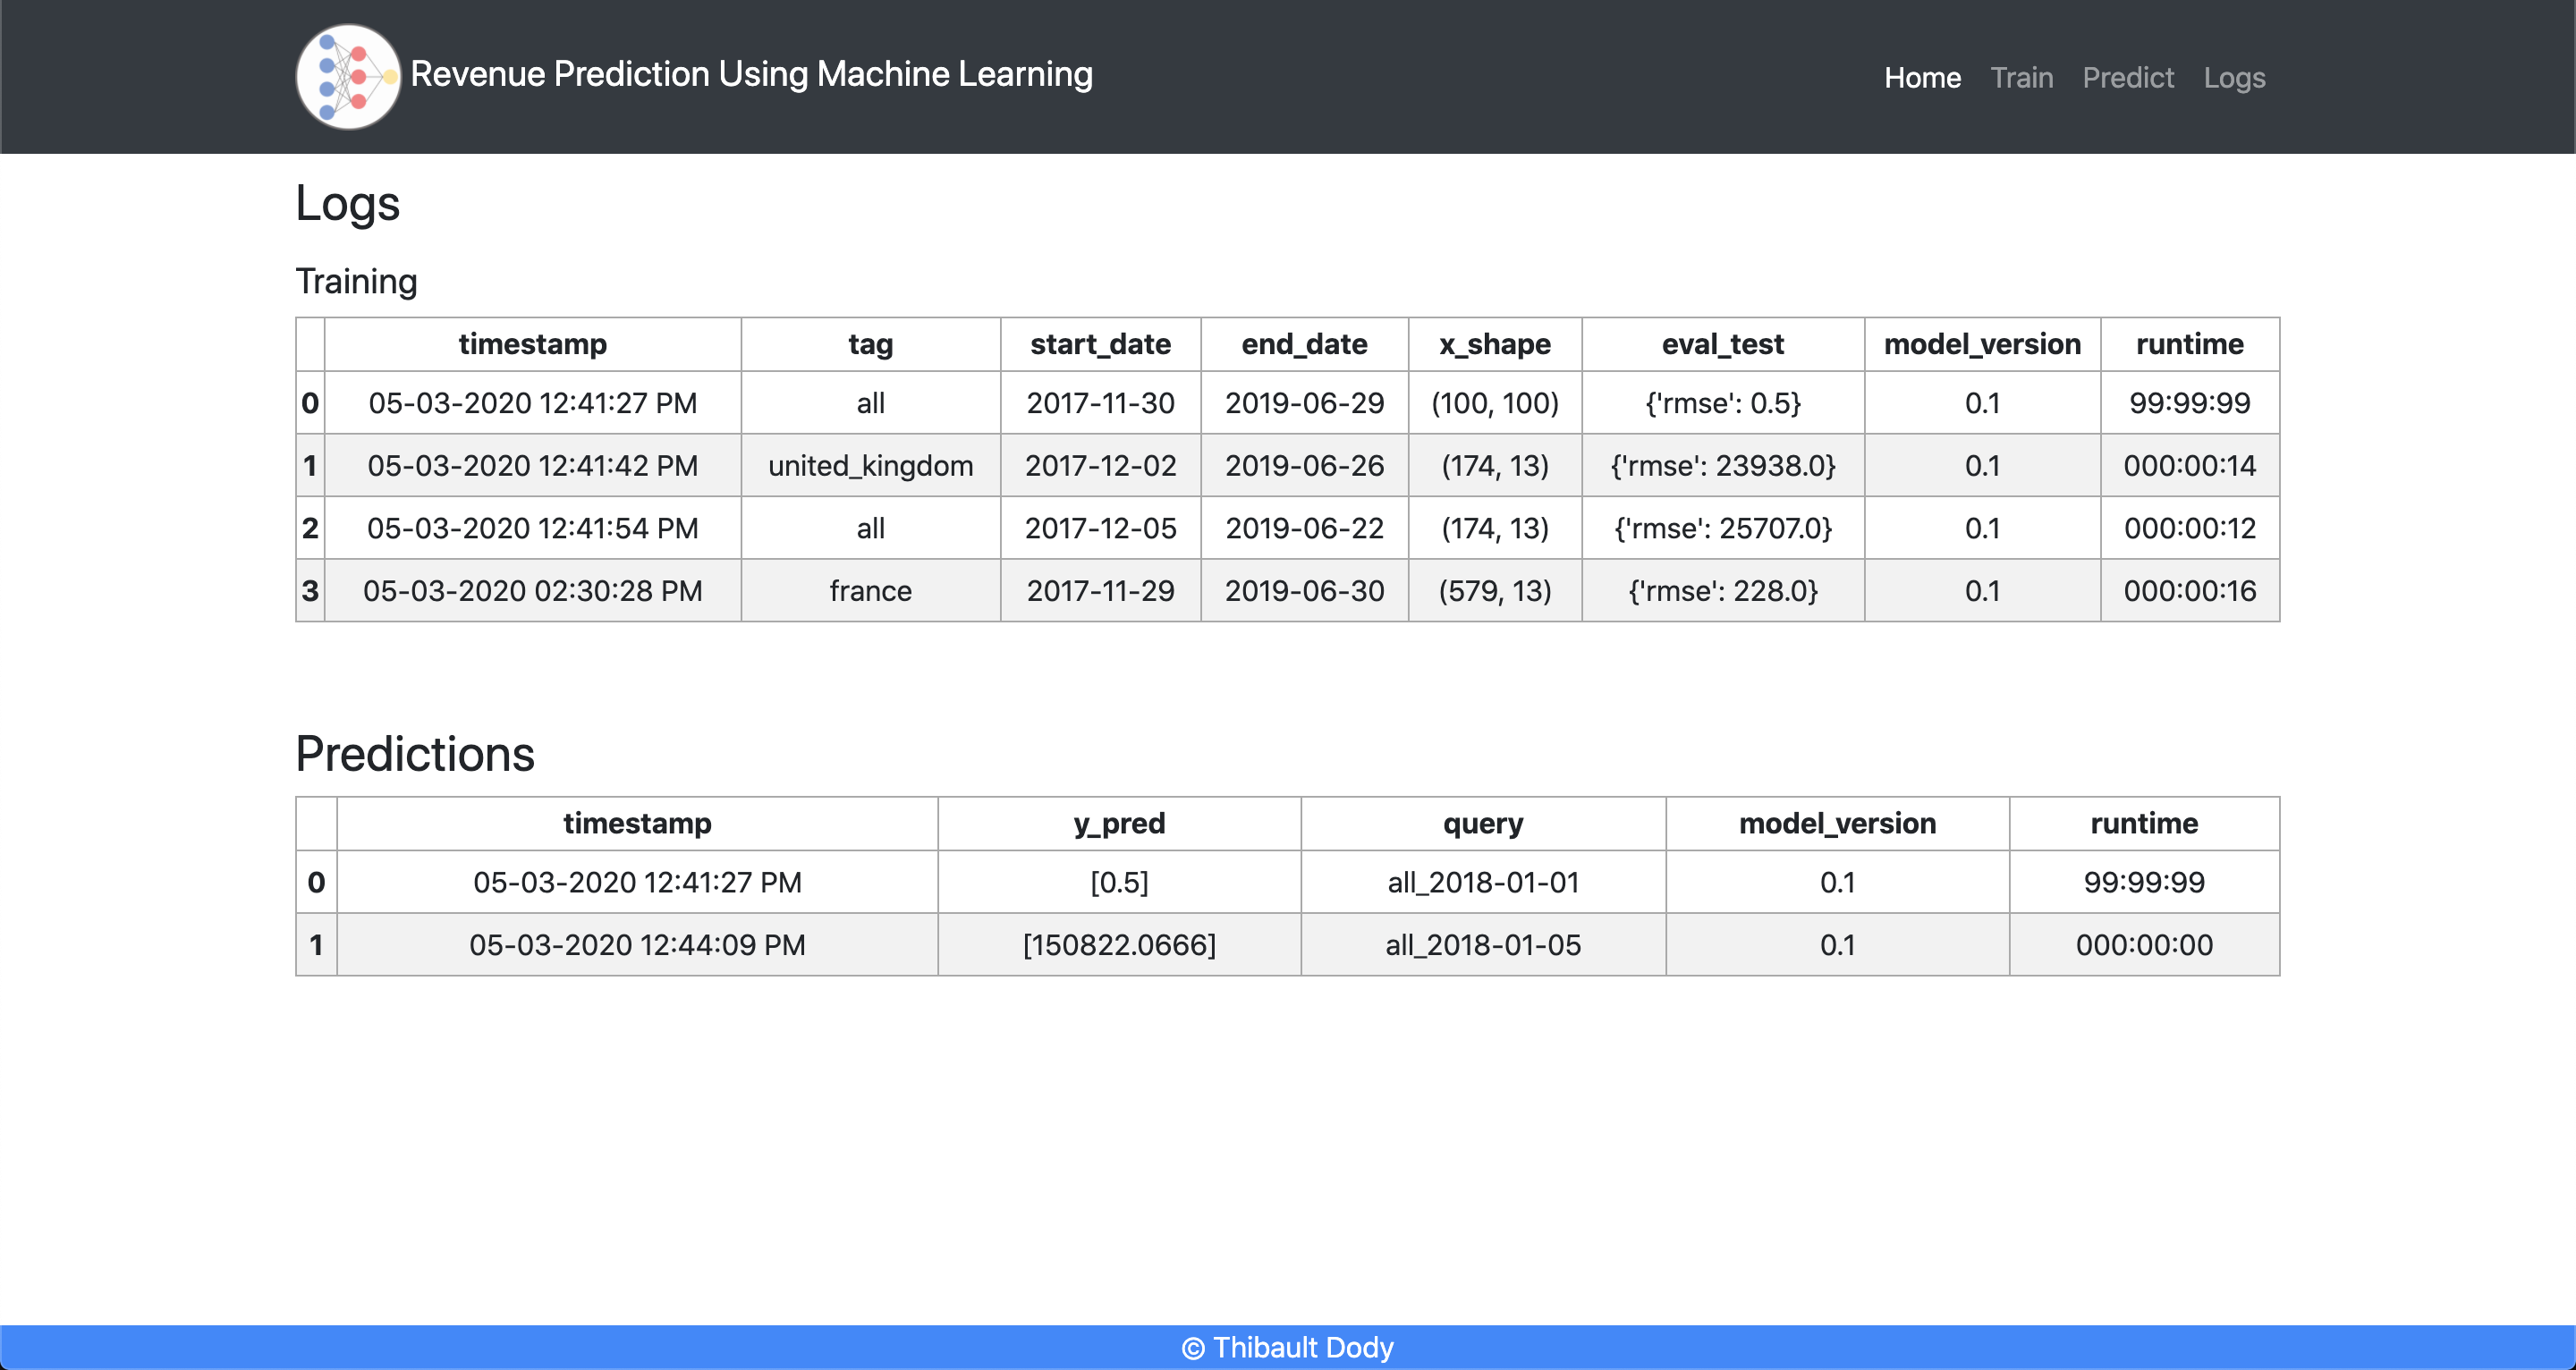 Revenue Prediction Using Machine Learning
Home Train Predict Logs
Logs
Training
timestamp tag start_date end_date x_shape eval_test model_version runtime
0 05-03-2020 12:41:27 PM all 2017-11-30 2019-06-29 (100, 100) {'rmse': 0.5} 0.1 99:99:99
1 05-03-2020 12:41:42 PM united_kingdom 2017-12-02 2019-06-26 (174, 13) {'rmse': 23938.0} 0.1 000:00:14
2 05-03-2020 12:41:54 PM all 2017-12-05 2019-06-22 (174, 13) {'rmse': 25707.0} 0.1 000:00:12
3 05-03-2020 02:30:28 PM france 2017-11-29 2019-06-30 (579, 13) {'rmse': 228.0} 0.1 000:00:16
Predictions
timestamp y_pred query model_version runtime
0 05-03-2020 12:41:27 PM [0.5] all_2018-01-01 0.1 99:99:99
1 05-03-2020 12:44:09 PM [150822.0666] all_2018-01-05 0.1 000:00:00
© Thibault Dody